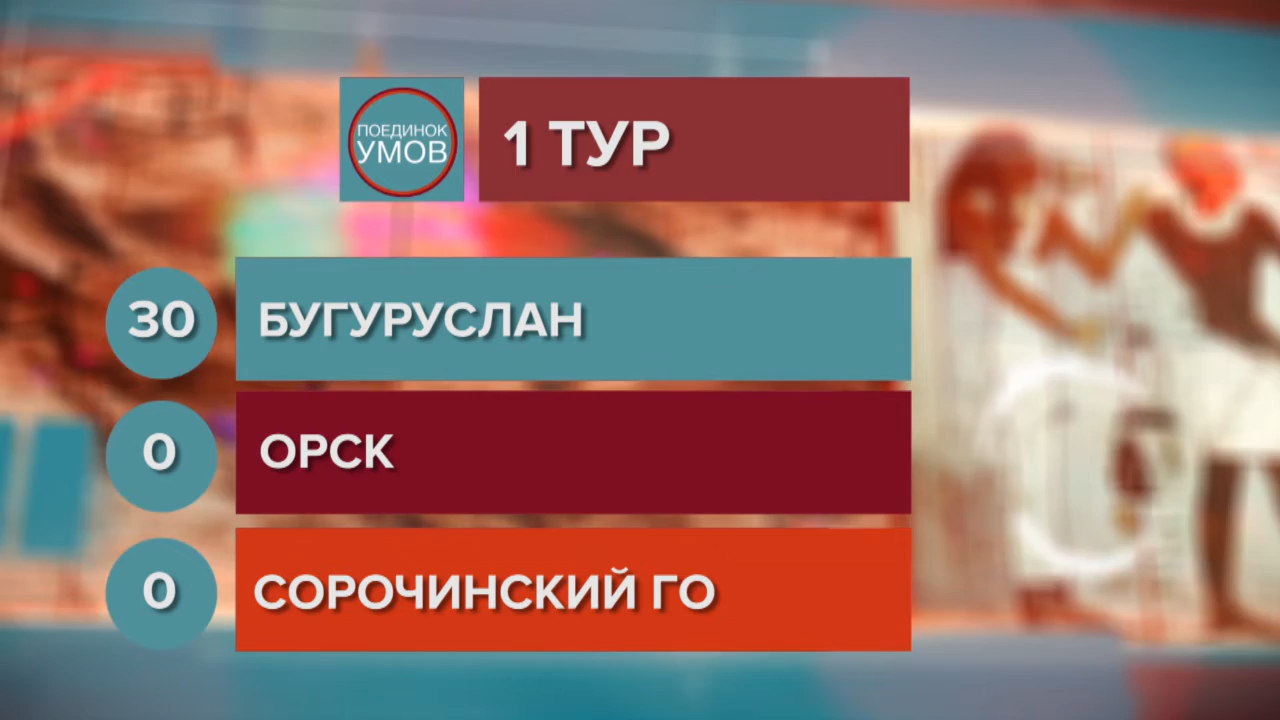 ПОЕДИНОК
УМОВ
1 ТУР
30 БУГУРУСЛАН
0 ОРСК
0 СОРОЧИНСКИЙ ГО